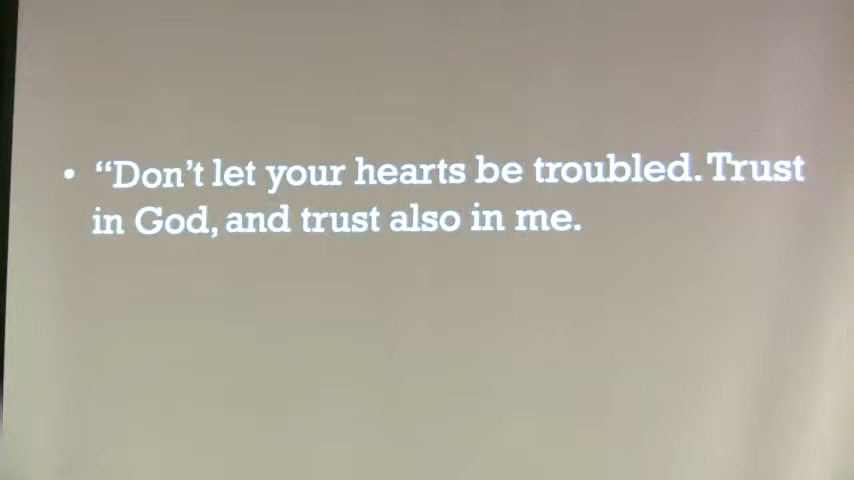 • “Don’t let your hearts be troubled. Trust
in God, and trust also in me.